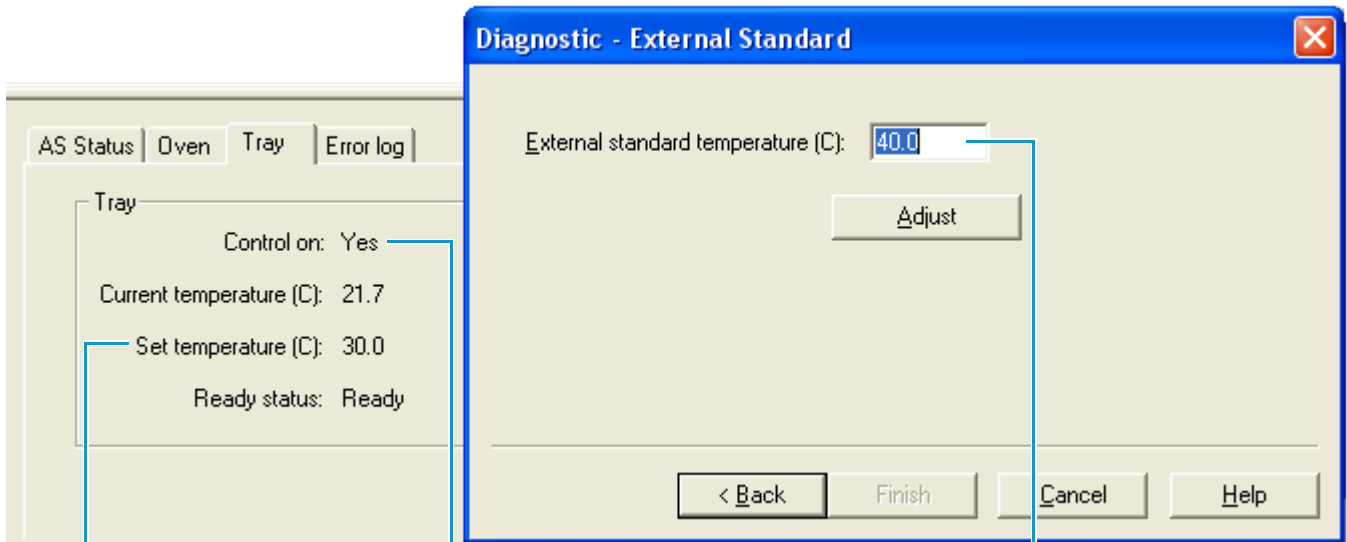 Diagnostic - External Standard
AS Status Oven Tray Error log
Tray
Control on: Yes
Current temperature (C): 21.7
Set temperature (C): 30.0
Ready status: Ready
External standard temperature (C): 40.0
Adjust
< Back Finish Cancel Help